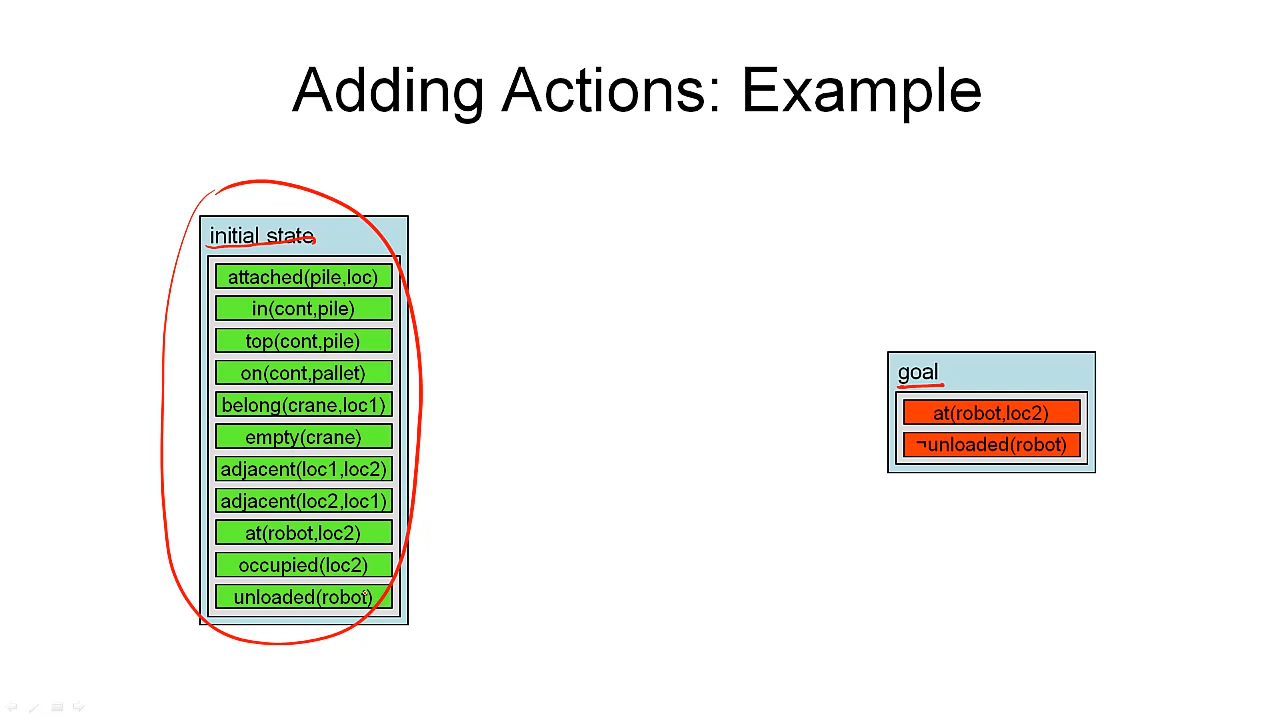 Adding Actions: Example
initial state
attached(pile,loc)
in(cont,pile)
top(cont,pile)
on(cont,pallet)
belong(crane,loc1)
empty(crane)
adjacent(loc1,loc2)
adjacent(loc2,loc1)
at(robot,loc2)
occupied(loc2)
unloaded(robot)
goal
at(robot,loc2)
¬unloaded(robot)